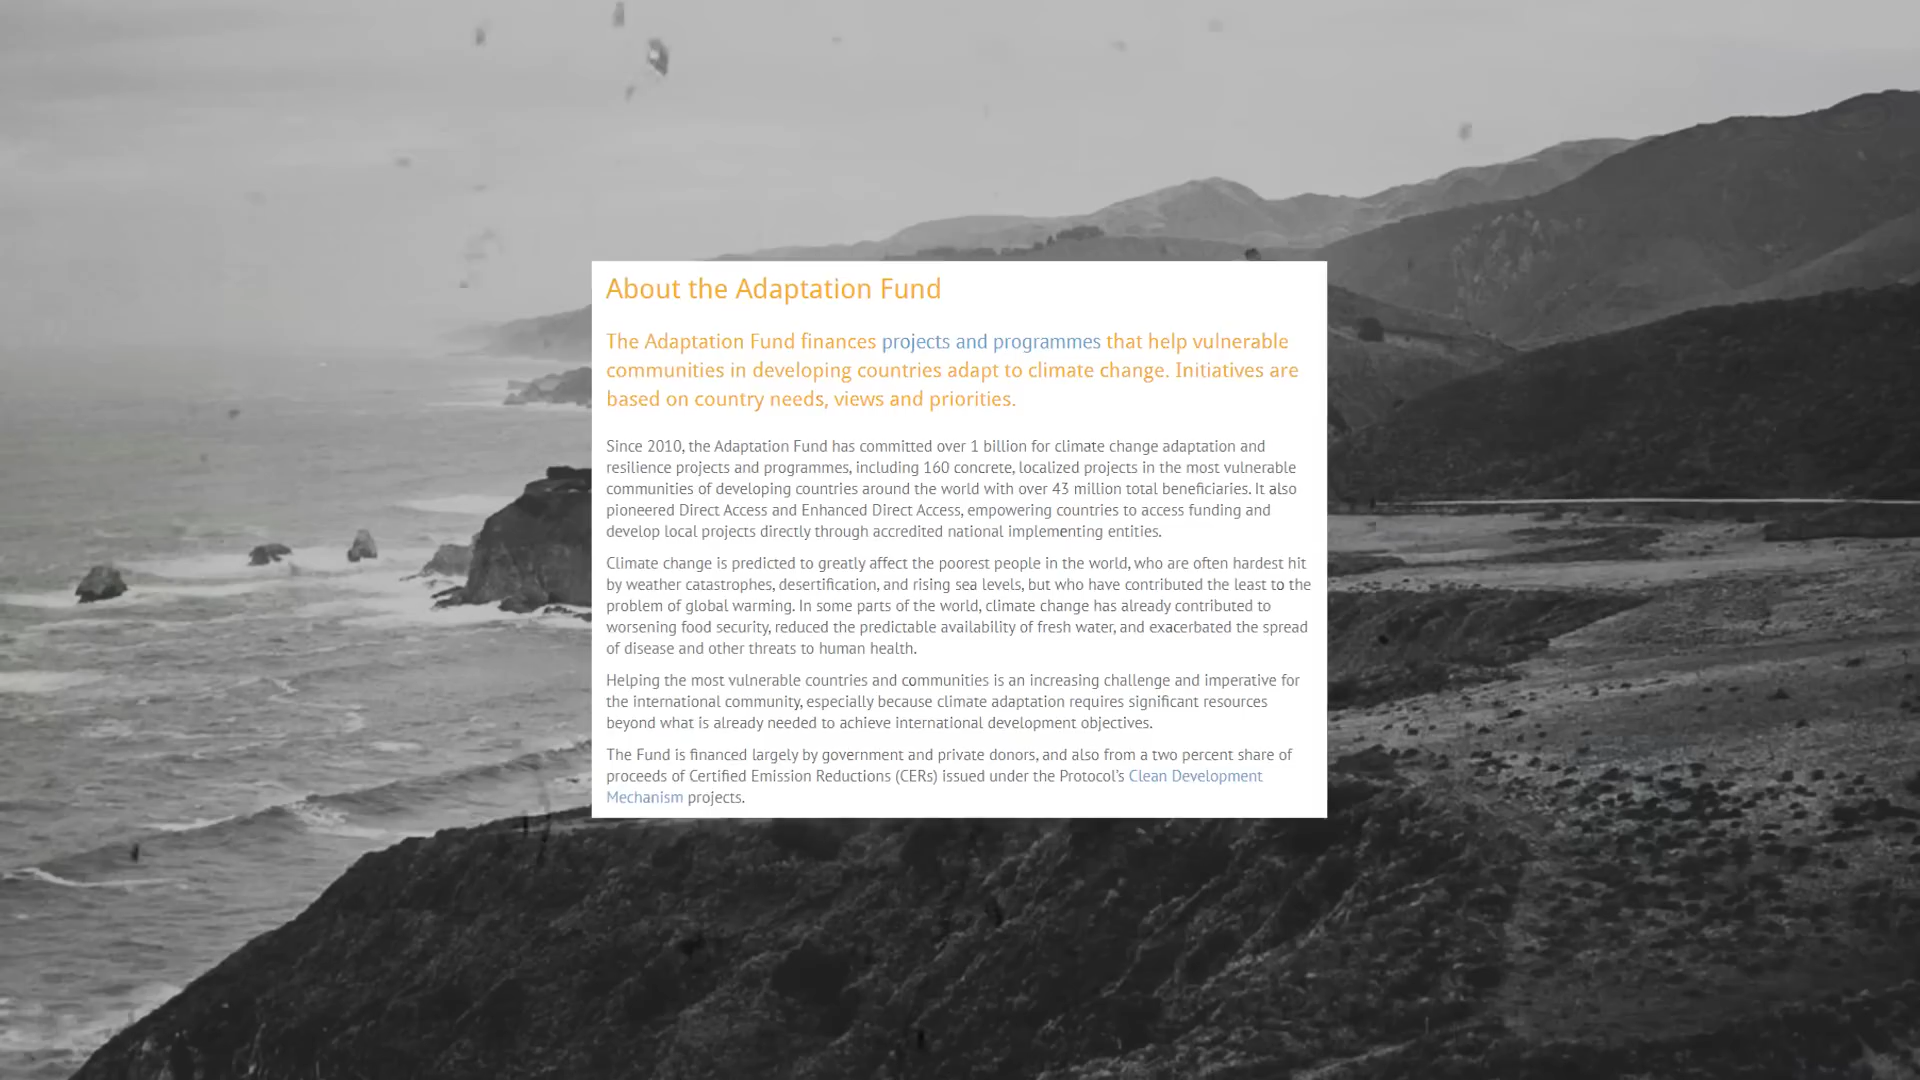 About the Adaptation Fund
The Adaptation Fund finances projects and programmes that help vulnerable
communities in developing countries adapt to climate change. Initiatives are
based on country needs, views and priorities.
Since 2010, the Adaptation Fund has committed over 1 billion for climate change adaptation and
resilience projects and programmes, including 160 concrete, localized projects in the most vulnerable
communities of developing countries around the world with over 43 million total beneficiaries. It also
pioneered Direct Access and Enhanced Direct Access, empowering countries to access funding and
develop local projects directly through accredited national implementing entities.
Climate change is predicted to greatly affect the poorest people in the world, who are often hardest hit
by weather catastrophes, desertification, and rising sea levels, but who have contributed the least to the
problem of global warming. In some parts of the world, climate change has already contributed to
worsening food security, reduced the predictable availability of fresh water, and exacerbated the spread
of disease and other threats to human health.
Helping the most vulnerable countries and communities is an increasing challenge and imperative for
the international community, especially because climate adaptation requires significant resources
beyond what is already needed to achieve international development objectives.
The Fund is financed largely by government and private donors, and also from a two percent share of
proceeds of Certified Emission Reductions (CERs) issued under the Protocol’s Clean Development
Mechanism projects.